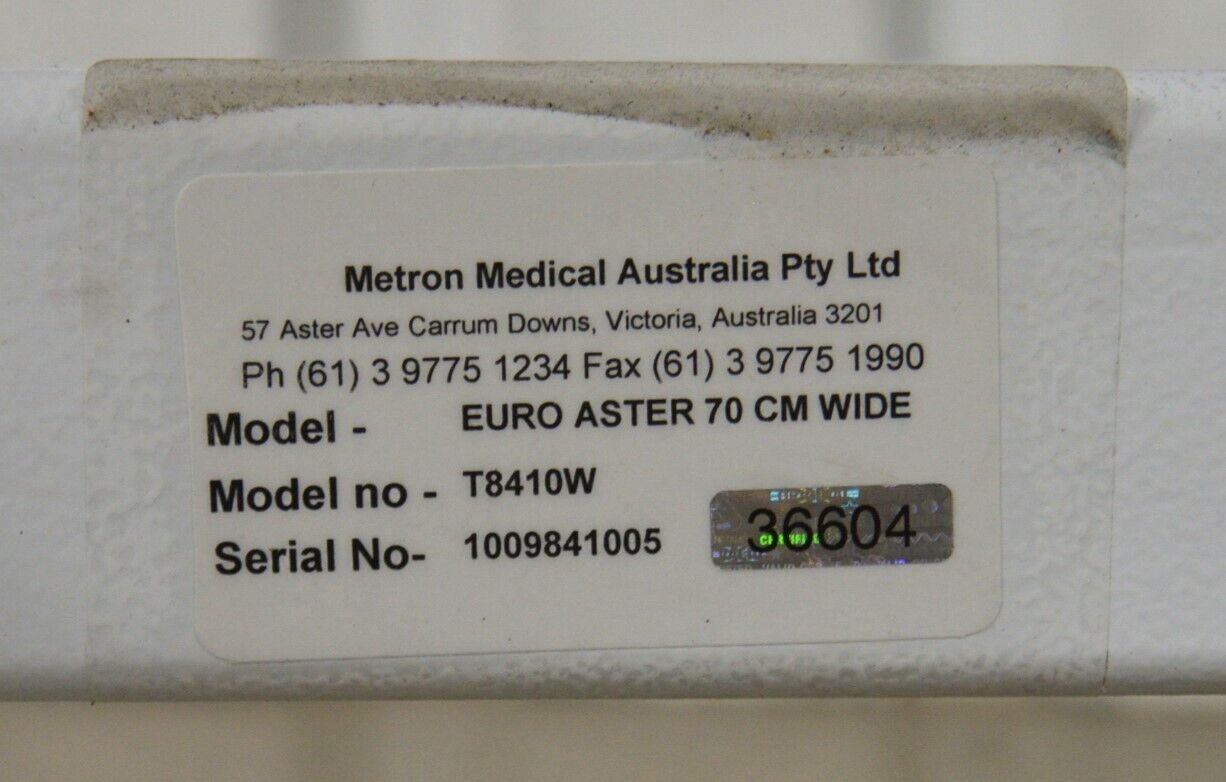 Metron Medical Australia Pty Ltd
57 Aster Ave Carrum Downs, Victoria, Australia 3201
Ph (61) 3 9775 1234 Fax (61) 3 9775 1990
Model - EURO ASTER 70 CM WIDE
Model no - T8410W
Serial No- 1009841005
36604